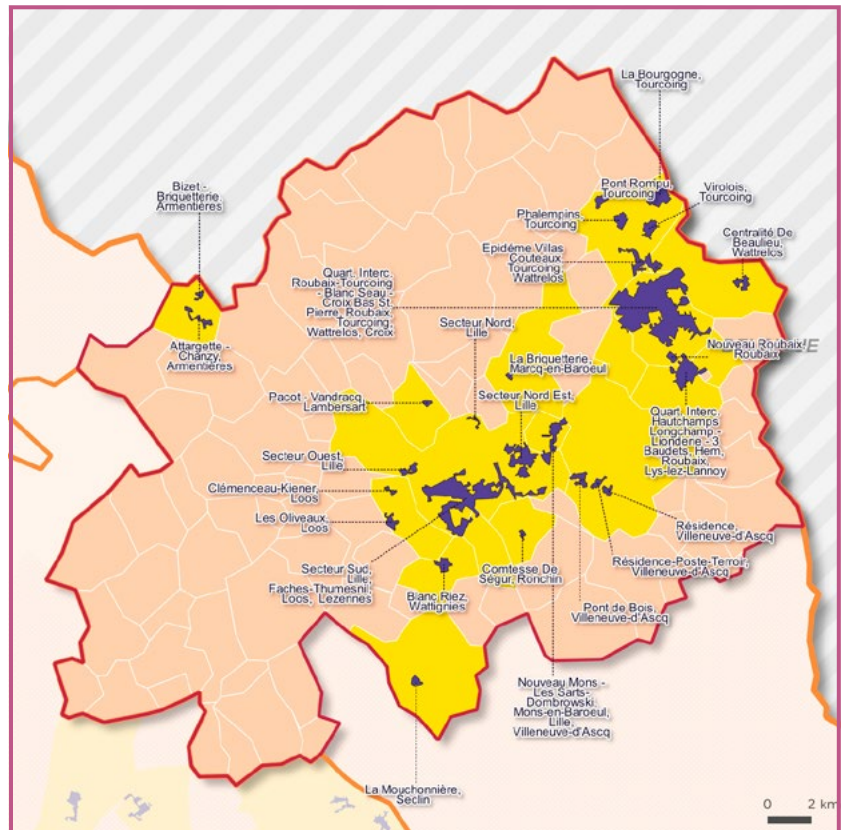 La Bourgogne,
Tourcoing
Bizet -
Briquetterie,
Armentières
Pont Rompu,
Tourcoing
Virolois,
Tourcoing
Phalempins,
Tourcoing
Centralité De
Beaulieu,
Wattrelos
Epidème Villas
Couteaux
Tourcoing,
Wattrelos
Quart. Interc.
Roubaix-Tourcoing
- Blanc Seau -
Croix Bas St
Pierre, Roubaix,
Tourcoing,
Wattrelos, Croix
Secteur Nord,
Lille
Attargette -
Chanzy,
Armentières
Nouveau Roubaix,
Roubaix
La Briquetterie,
Marcq-en-Baroeul
Pacot - Vandracq,
Lambersart
Secteur Nord Est,
Lille
Quart. Interc.
Hautchamps
Longchamp -
Lionderie - 3
Baudets, Hem,
Roubaix,
Lys-lez-Lannoy
Secteur Ouest,
Lille
Clémenceau-Kiener,
Loos
Les Oliveaux,
Loos
Résidence,
Villeneuve-d'Ascq
Secteur Sud,
Lille,
Faches-Thumesnil,
Loos, Lezennes
Comtesse De
Ségur, Ronchin
Résidence-Poste-Terroir,
Villeneuve-d'Ascq
Blanc Riez,
Wattignies
Pont de Bois,
Villeneuve-d'Ascq
Nouveau Mons -
Les Sarts-
Dombrowski,
Mons-en-Baroeul,
Lille,
Villeneuve-d'Ascq
La Mouchonnière,
Seclin
0 2 km